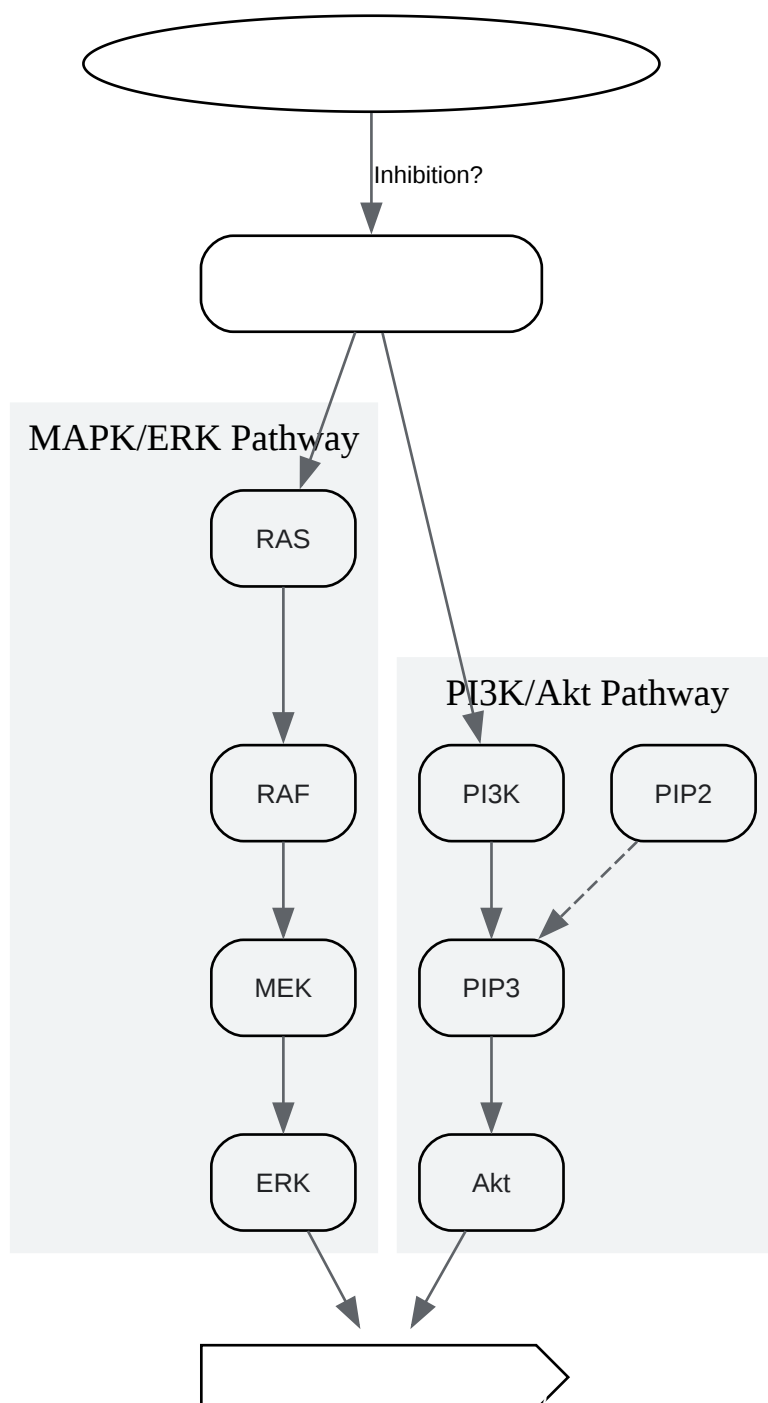 Inhibition?
MAPK/ERK Pathway
RAS
PI3K/Akt Pathway
RAF
PI3K
PIP2
MEK
PIP3
ERK
Akt